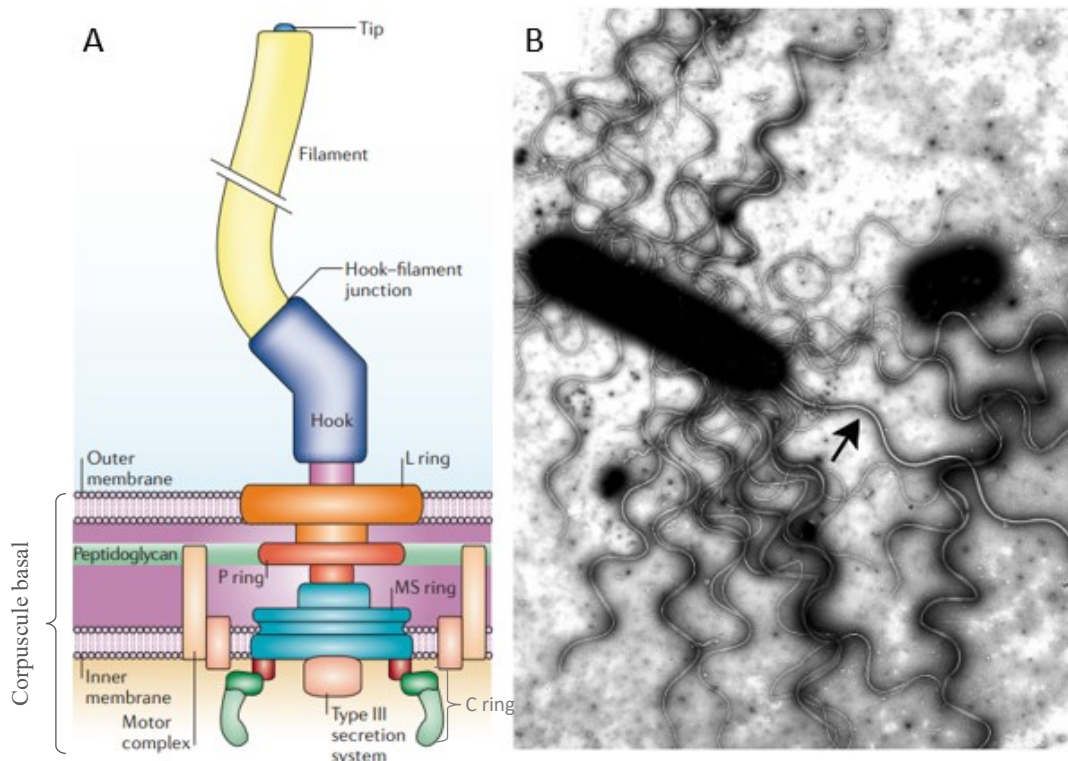 A
Tip
B
Filament
Hook–filament
junction
Hook
Outer
membrane
L ring
Peptidoglycan
P ring
MS ring
Corpuscule basal
Inner
membrane
Motor
complex
Type III
secretion
system
C ring